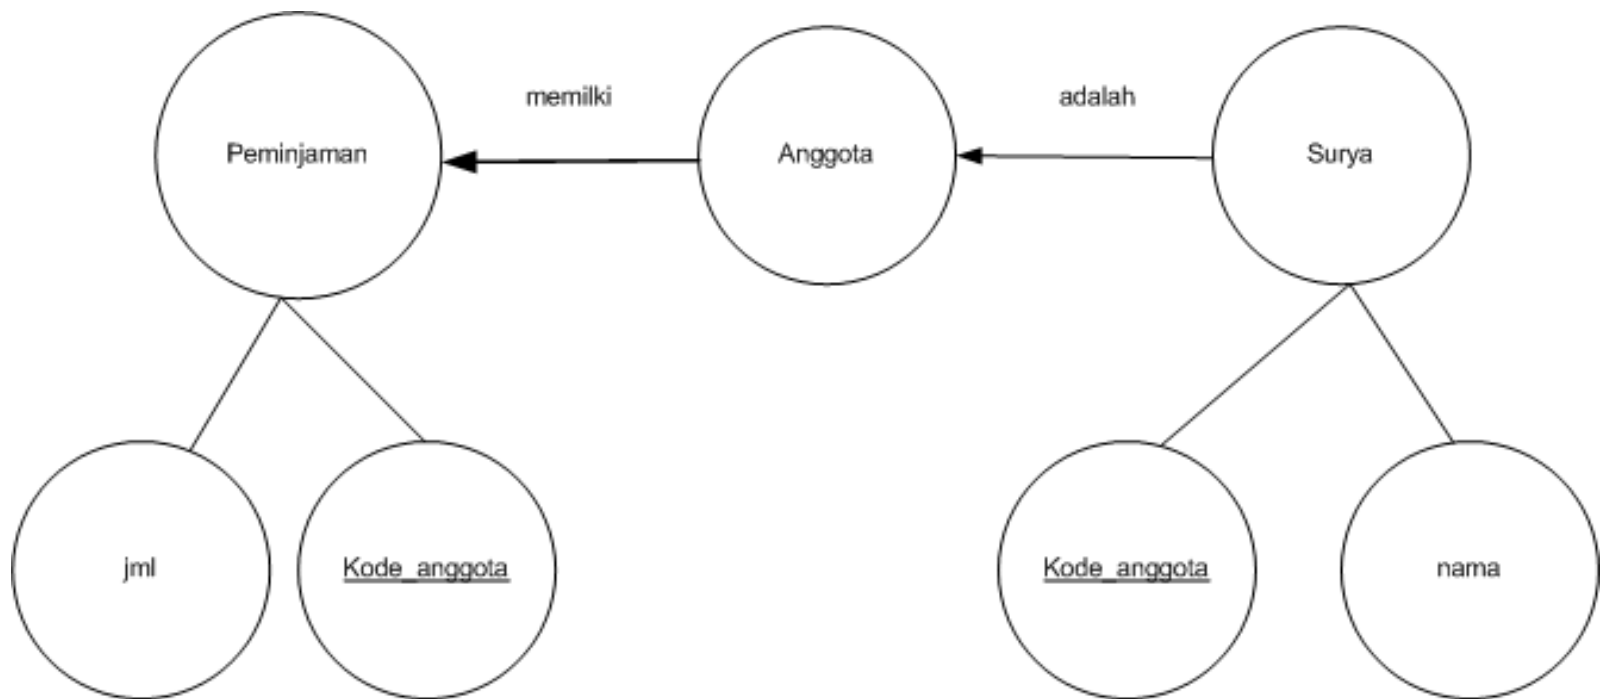 memilki
adalah
Peminjaman
Anggota
Surya
jml
Kode_anggota
Kode_anggota
nama